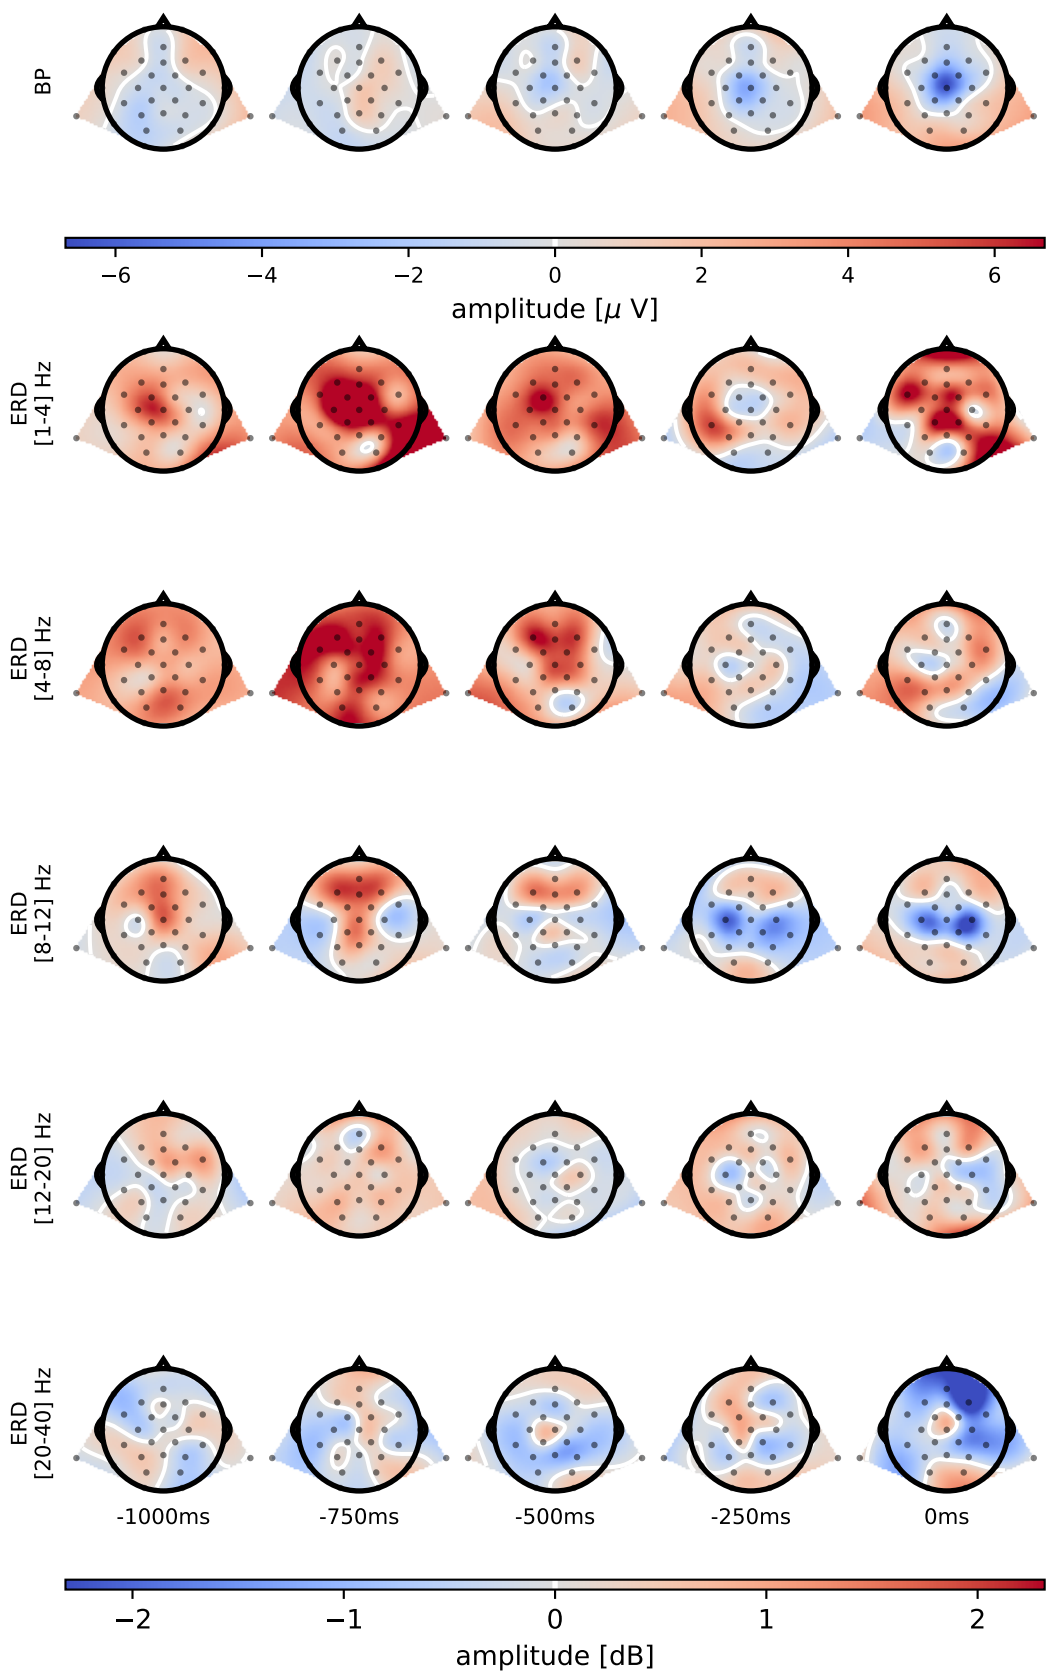 BP
−6 −4 −2 0 2 4 6
amplitude [μ V]
ERD
[1-4] Hz
ERD
[4-8] Hz
ERD
[8-12] Hz
ERD
[12-20] Hz
ERD
[20-40] Hz
-1000ms -750ms -500ms -250ms 0ms
−2 −1 0 1 2
amplitude [dB]